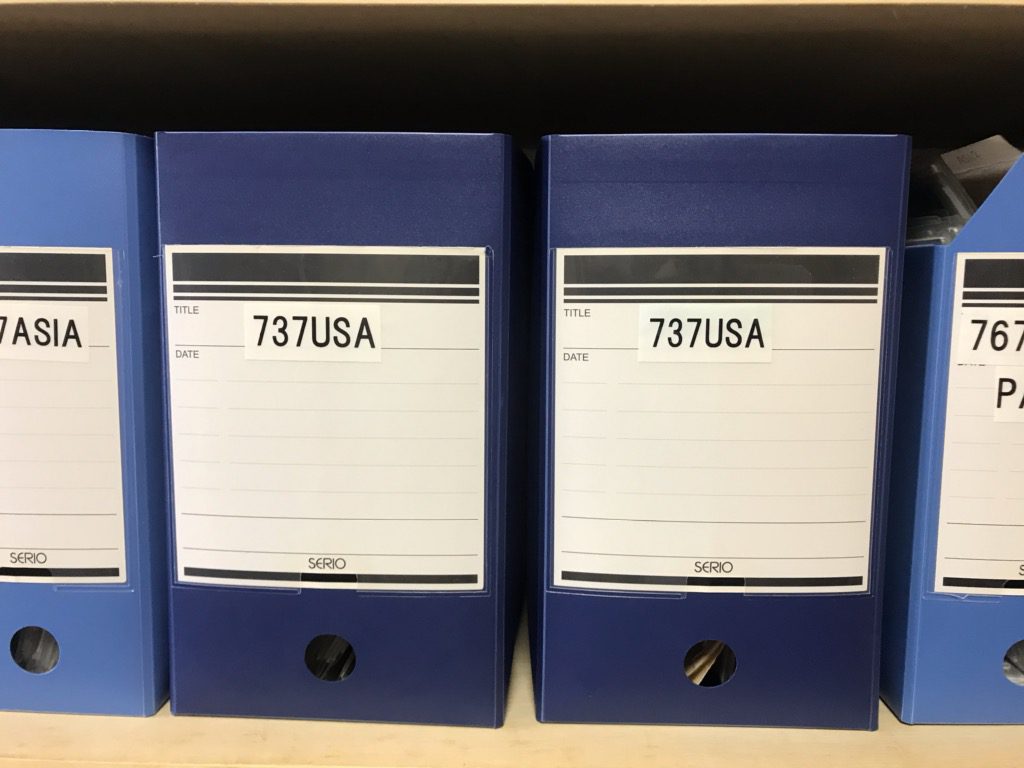 7ASIA
SERIO
TITLE
737USA
DATE
SERIO
TITLE
737USA
DATE
SERIO
767
PA